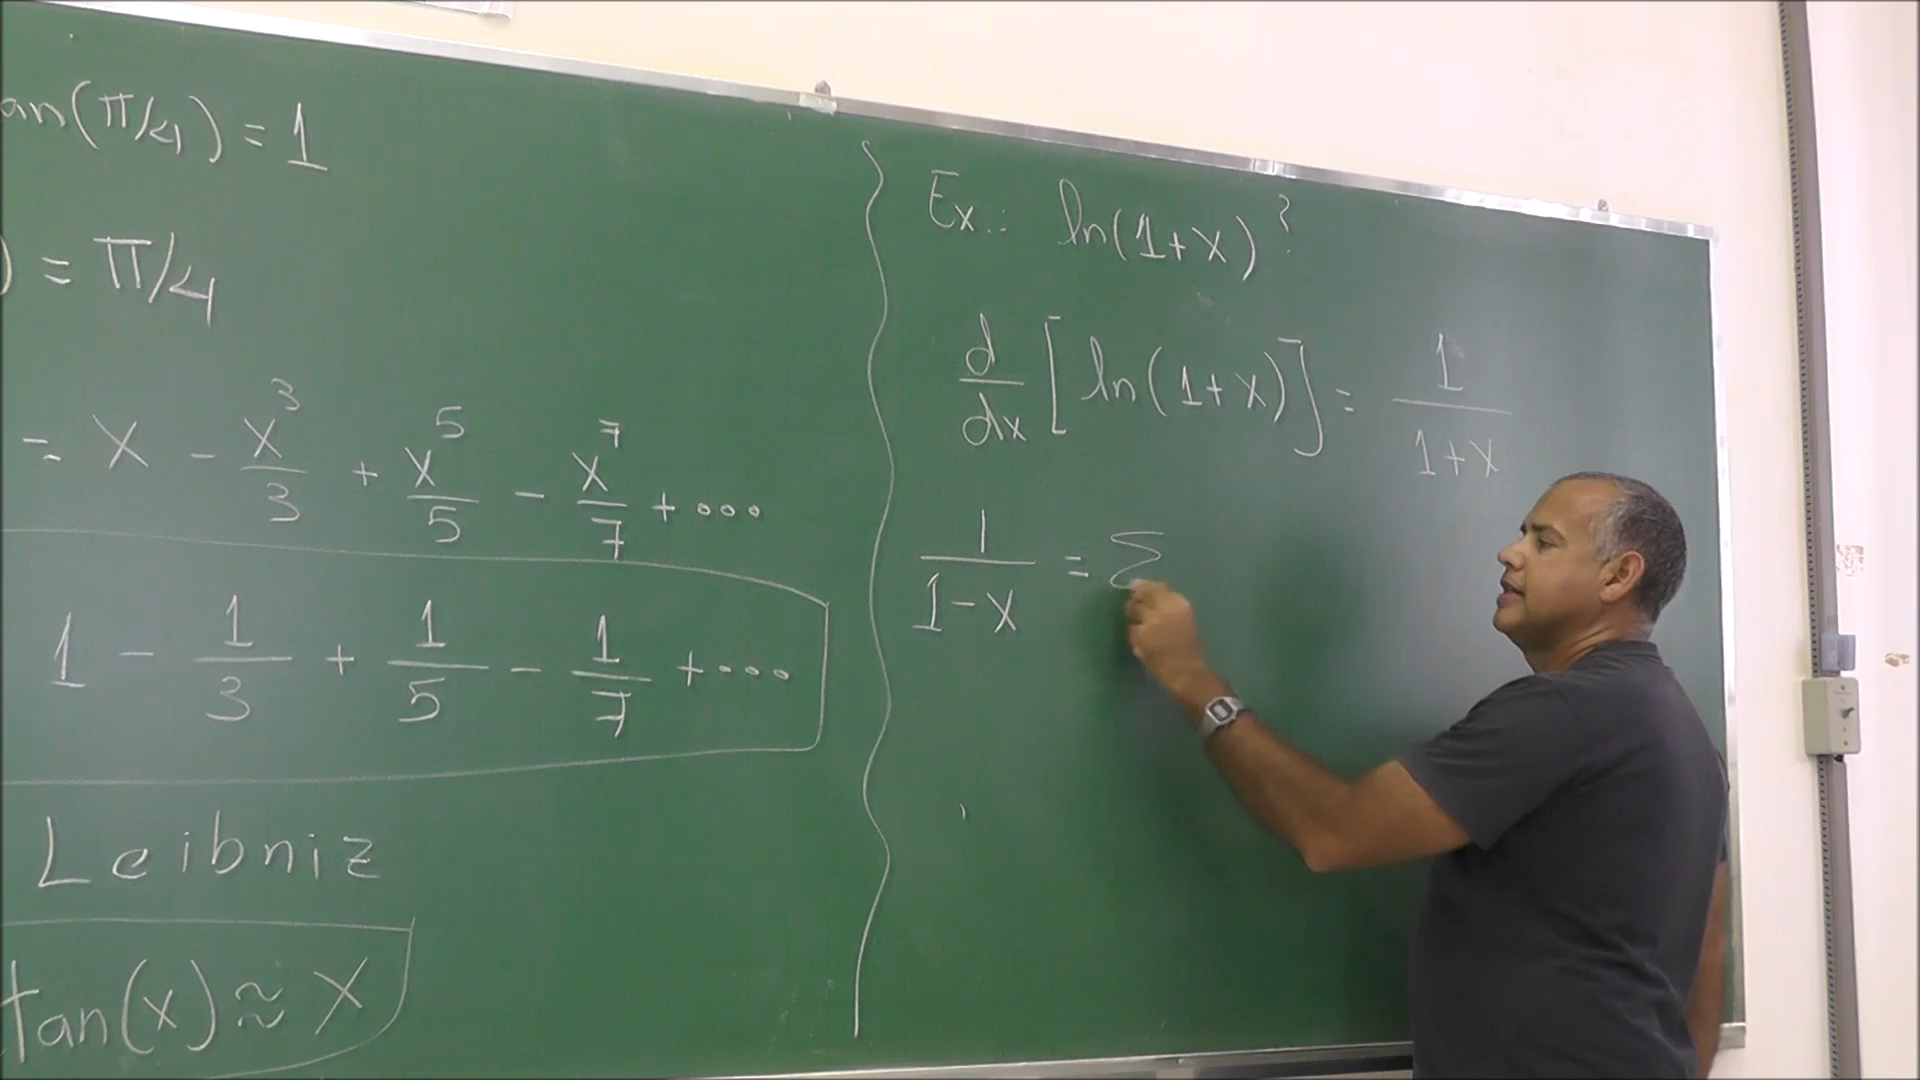 an(π/4) = 1
) = π/4
= x - x³/3 + x⁵/5 - x⁷/7 + ...
1 - 1/3 + 1/5 - 1/7 + ...
Leibniz
tan(x) ≈ x
Ex.: ln(1+x)?
d/dx [ln(1+x)] = 1/(1+x)
1/(1-x) = Σ